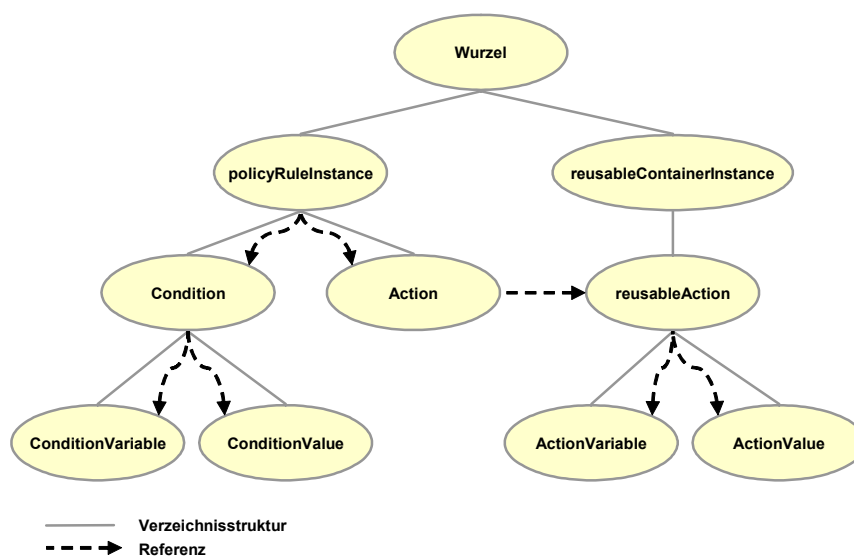 Wurzel
policyRuleInstance
reusableContainerInstance
Condition
Action
reusableAction
ConditionVariable
ConditionValue
ActionVariable
ActionValue
Verzeichnisstruktur
Referenz